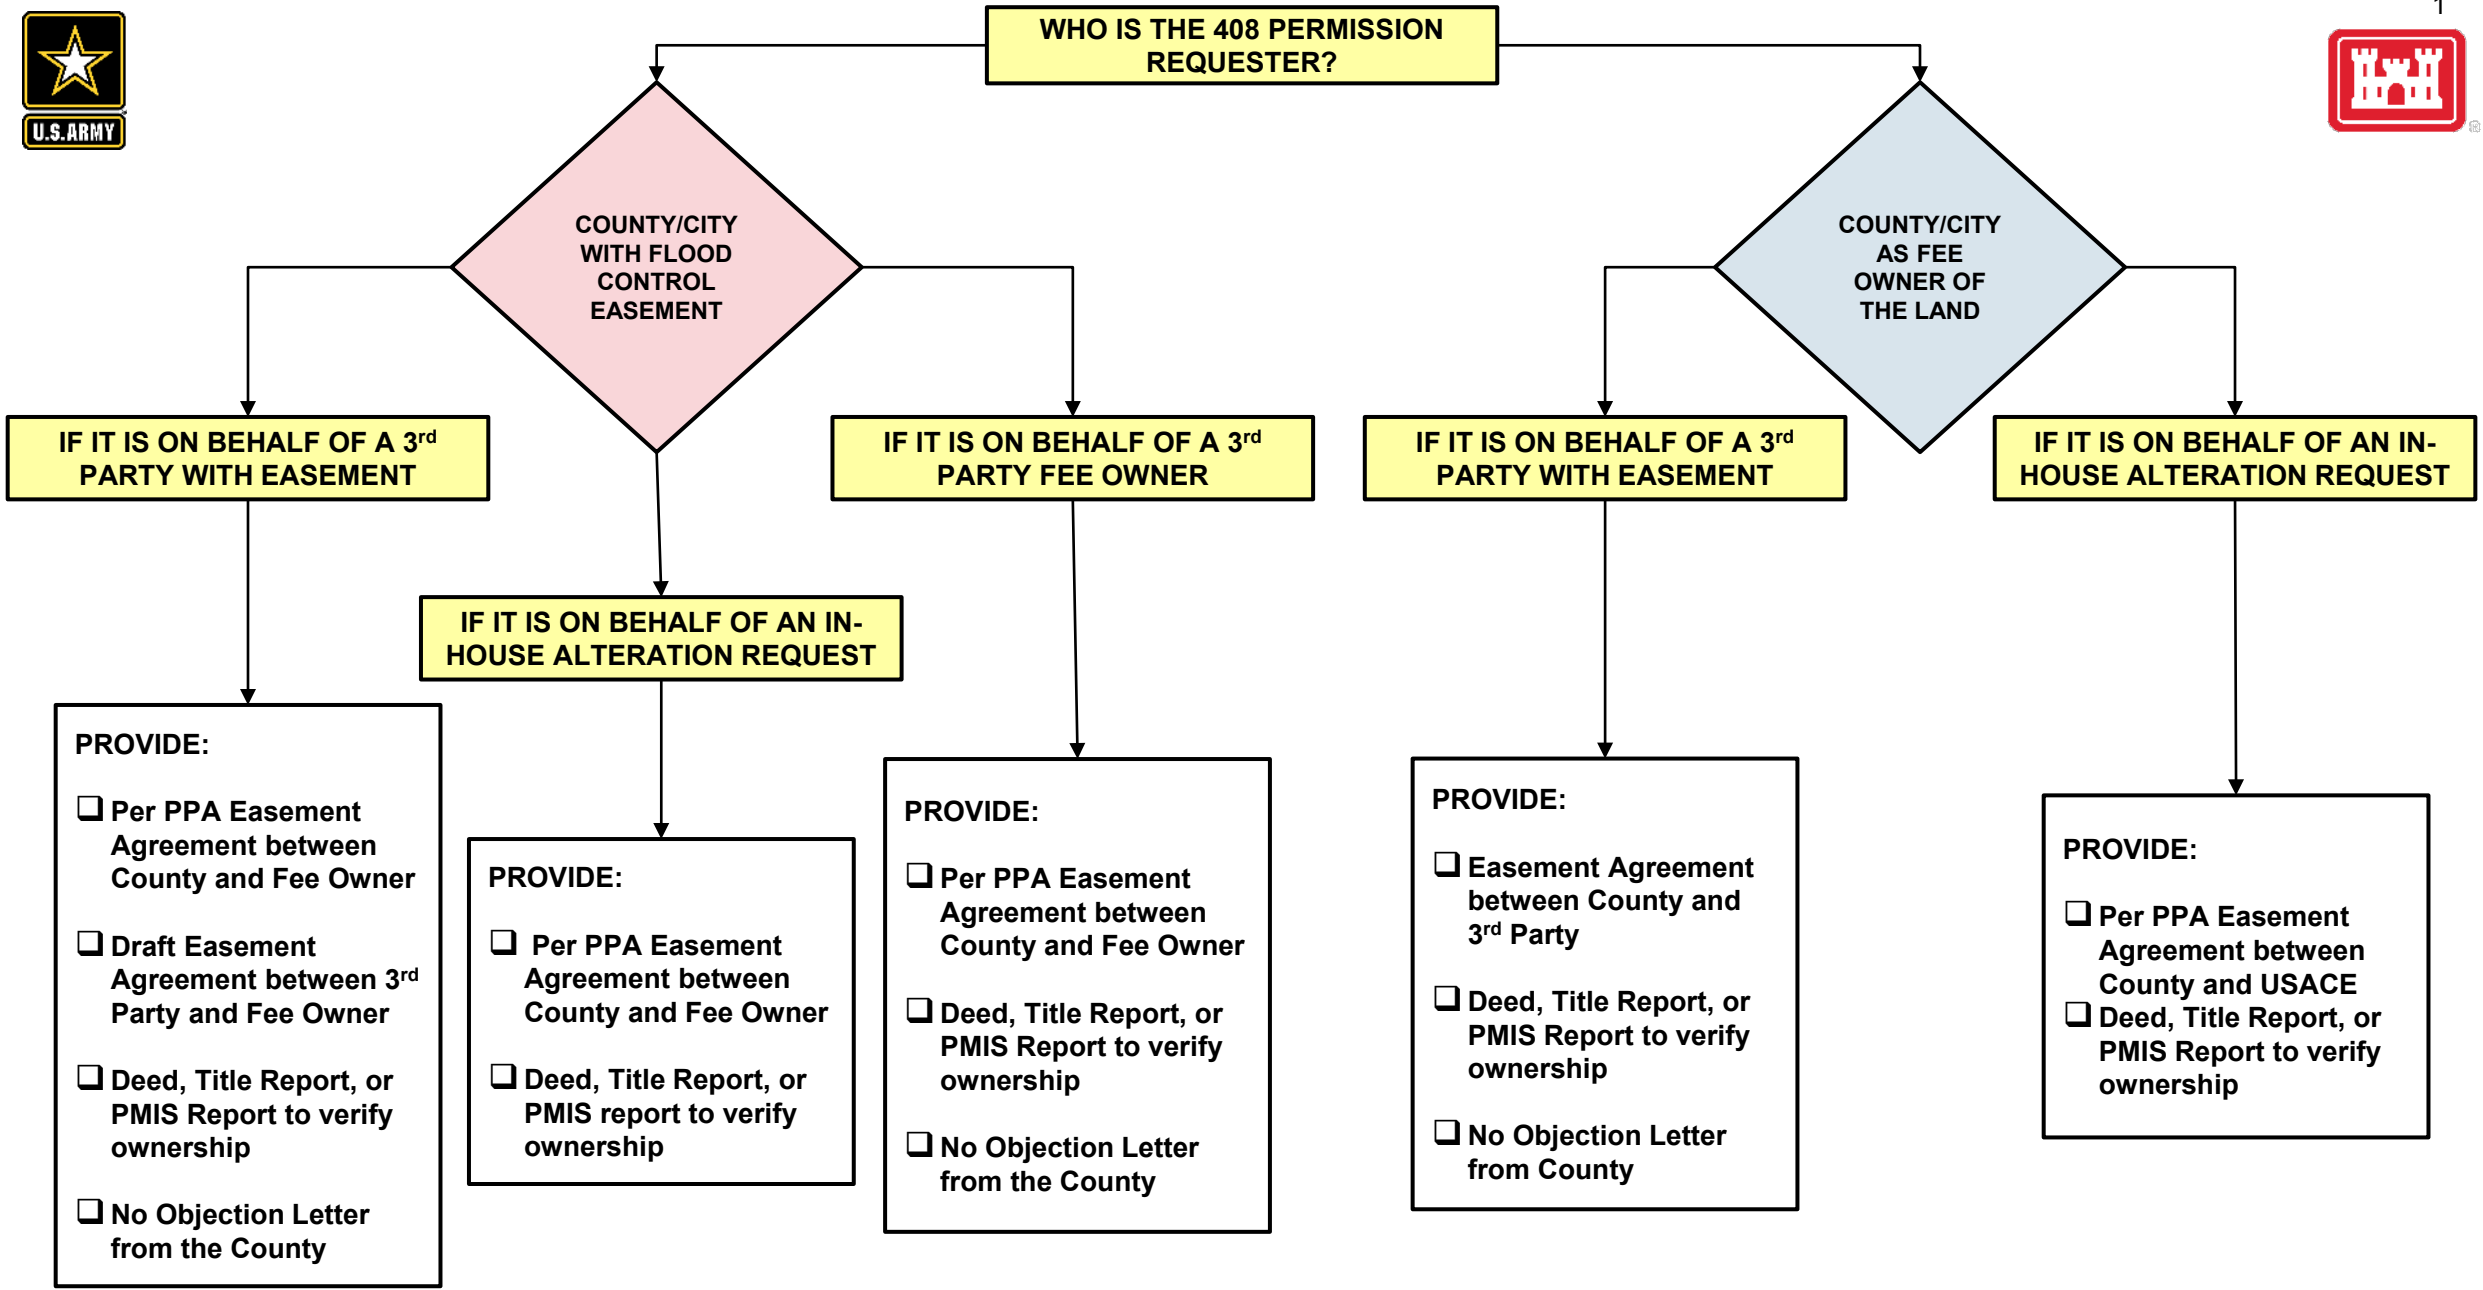 1
WHO IS THE 408 PERMISSION
REQUESTER?
U.S.ARMY
®
COUNTY/CITY
WITH FLOOD
CONTROL
EASEMENT
COUNTY/CITY
AS FEE
OWNER OF
THE LAND
IF IT IS ON BEHALF OF A 3rd
PARTY WITH EASEMENT
IF IT IS ON BEHALF OF A 3rd
PARTY FEE OWNER
IF IT IS ON BEHALF OF A 3rd
PARTY WITH EASEMENT
IF IT IS ON BEHALF OF AN IN-
HOUSE ALTERATION REQUEST
IF IT IS ON BEHALF OF AN IN-
HOUSE ALTERATION REQUEST
PROVIDE:
❑ Per PPA Easement
Agreement between
County and Fee Owner
❑ Draft Easement
Agreement between 3rd
Party and Fee Owner
❑ Deed, Title Report, or
PMIS Report to verify
ownership
❑ No Objection Letter
from the County
PROVIDE:
❑ Per PPA Easement
Agreement between
County and Fee Owner
❑ Deed, Title Report, or
PMIS report to verify
ownership
PROVIDE:
❑ Per PPA Easement
Agreement between
County and Fee Owner
❑ Deed, Title Report, or
PMIS Report to verify
ownership
❑ No Objection Letter
from the County
PROVIDE:
❑ Easement Agreement
between County and
3rd Party
❑ Deed, Title Report, or
PMIS Report to verify
ownership
❑ No Objection Letter
from County
PROVIDE:
❑ Per PPA Easement
Agreement between
County and USACE
❑ Deed, Title Report, or
PMIS Report to verify
ownership